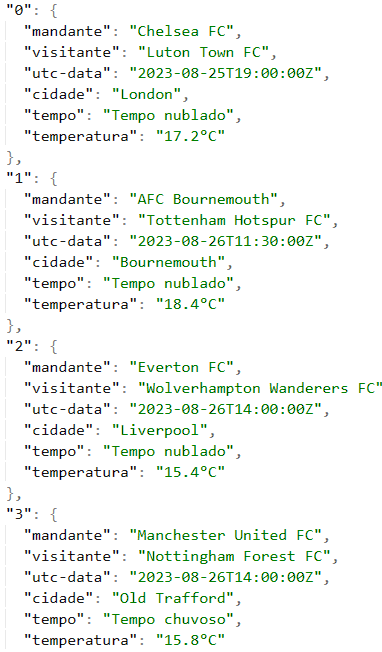 "0": {
"mandante": "Chelsea FC",
"visitante": "Luton Town FC",
"utc-data": "2023-08-25T19:00:00Z",
"cidade": "London",
"tempo": "Tempo nublado",
"temperatura": "17.2°C"
},
"1": {
"mandante": "AFC Bournemouth",
"visitante": "Tottenham Hotspur FC",
"utc-data": "2023-08-26T11:30:00Z",
"cidade": "Bournemouth",
"tempo": "Tempo nublado",
"temperatura": "18.4°C"
},
"2": {
"mandante": "Everton FC",
"visitante": "Wolverhampton Wanderers FC"
"utc-data": "2023-08-26T14:00:00Z",
"cidade": "Liverpool",
"tempo": "Tempo nublado",
"temperatura": "15.4°C"
},
"3": {
"mandante": "Manchester United FC",
"visitante": "Nottingham Forest FC",
"utc-data": "2023-08-26T14:00:00Z",
"cidade": "Old Trafford",
"tempo": "Tempo chuvoso",
"temperatura": "15.8°C"